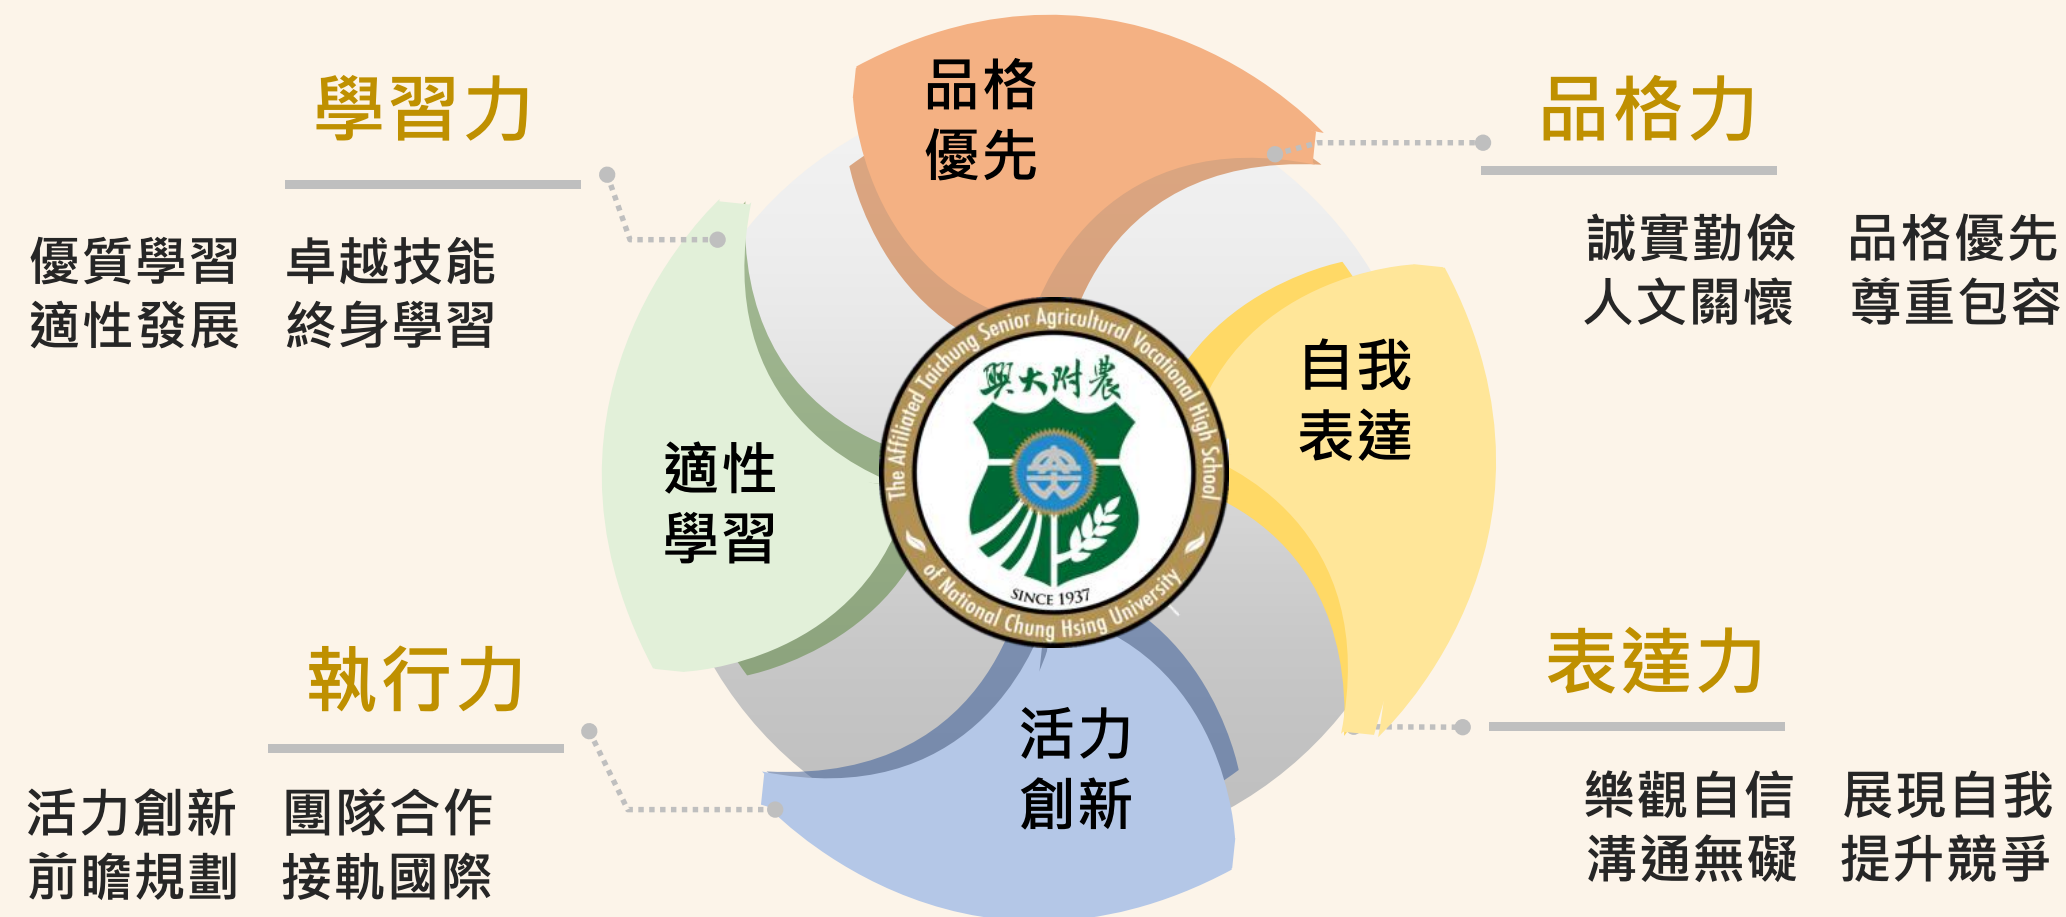 學習力
優質學習 卓越技能
適性發展 終身學習
品格
優先
品格力
誠實勤儉 品格優先
人文關懷 尊重包容
適性
學習
The Affiliated Taichung Senior Agricultural Vocational High School
興大附農
SINCE 1937
of National Chung Hsing University
自我
表達
執行力
活力創新 團隊合作
前瞻規劃 接軌國際
活力
創新
表達力
樂觀自信 展現自我
溝通無礙 提升競爭